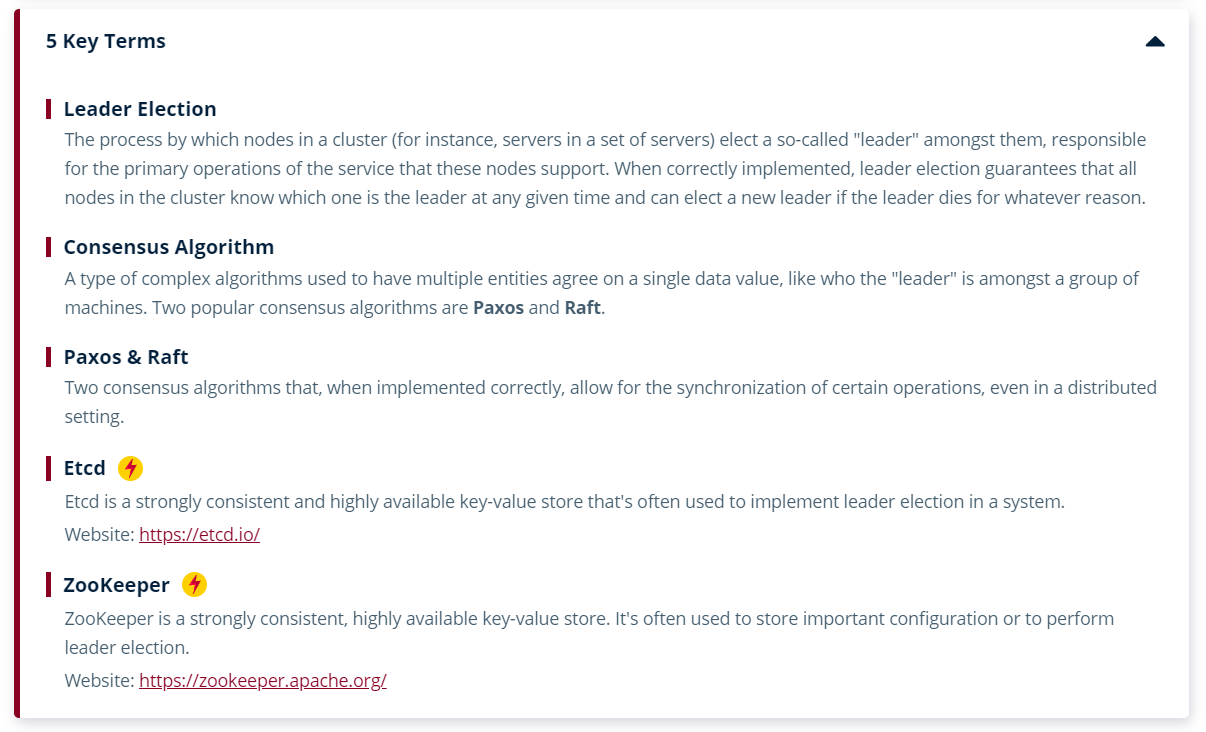 5 Key Terms
Leader Election
The process by which nodes in a cluster (for instance, servers in a set of servers) elect a so-called "leader" amongst them, responsible
for the primary operations of the service that these nodes support. When correctly implemented, leader election guarantees that all
nodes in the cluster know which one is the leader at any given time and can elect a new leader if the leader dies for whatever reason.
Consensus Algorithm
A type of complex algorithms used to have multiple entities agree on a single data value, like who the "leader" is amongst a group of
machines. Two popular consensus algorithms are Paxos and Raft.
Paxos & Raft
Two consensus algorithms that, when implemented correctly, allow for the synchronization of certain operations, even in a distributed
setting.
Etcd
Etcd is a strongly consistent and highly available key-value store that's often used to implement leader election in a system.
Website: https://etcd.io/
ZooKeeper
ZooKeeper is a strongly consistent, highly available key-value store. It's often used to store important configuration or to perform
leader election.
Website: https://zookeeper.apache.org/